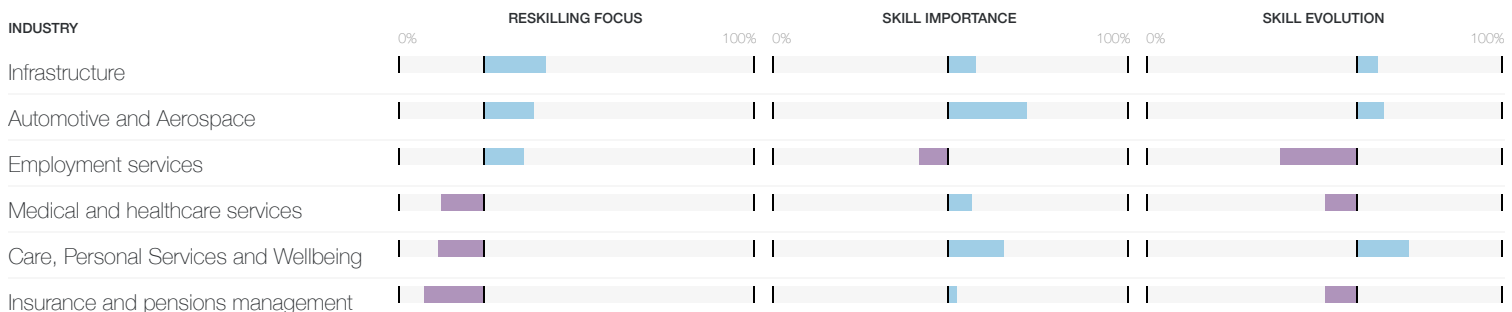 INDUSTRY RESKILLING FOCUS SKILL IMPORTANCE SKILL EVOLUTION
0% 100% 0% 100% 0% 100%
Infrastructure
Automotive and Aerospace
Employment services
Medical and healthcare services
Care, Personal Services and Wellbeing
Insurance and pensions management